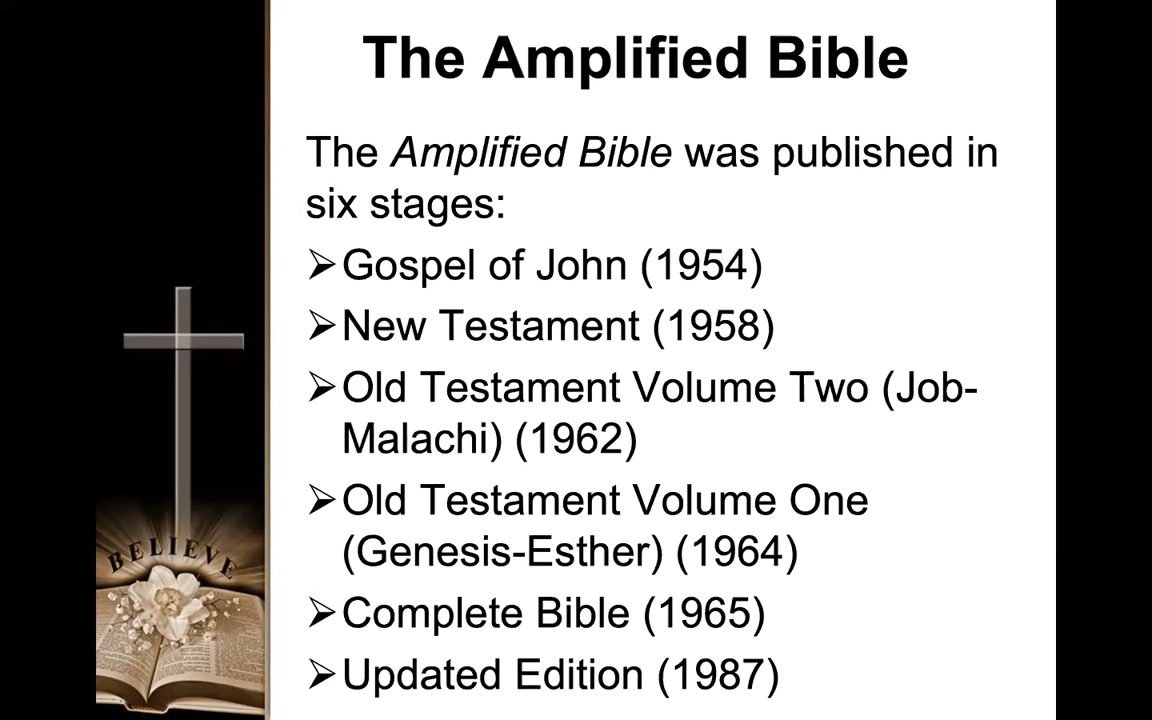 The Amplified Bible
The Amplified Bible was published in
six stages:
➢Gospel of John (1954)
➢New Testament (1958)
➢Old Testament Volume Two (Job-
Malachi) (1962)
➢Old Testament Volume One
(Genesis-Esther) (1964)
➢Complete Bible (1965)
➢Updated Edition (1987)
BELIEVE